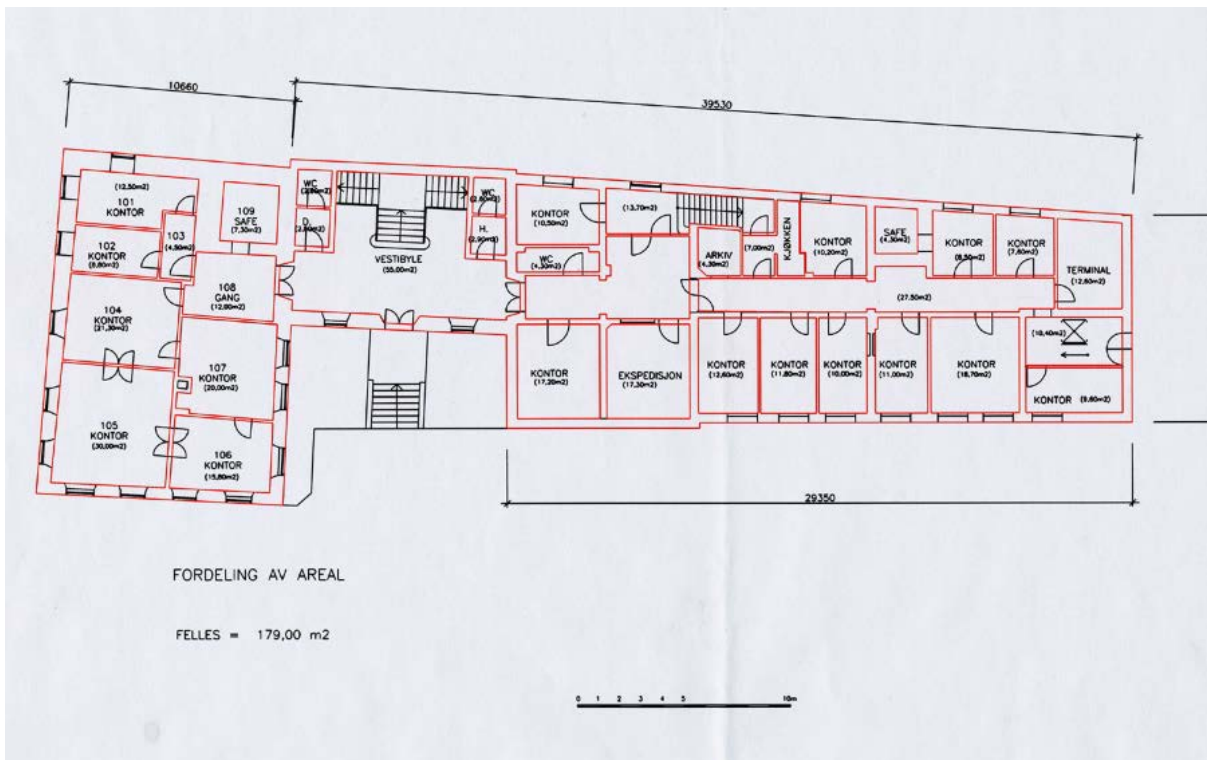 10660
39530
(12,50m2)
101
KONTOR
109
SAFE
(7,30m2)
WC
D.
WC
H.
(2,90m2)
VESTIBYLE
(55,00m2)
KONTOR
(10,50m2)
(13,70m2)
WC
(4,30m2)
ARKIV
(4,30m2)
(7,00m2)
KJØKKEN
KONTOR
(10,20m2)
SAFE
(4,30m2)
KONTOR
(8,50m2)
KONTOR
(7,60m2)
TERMINAL
(12,60m2)
102
KONTOR
(8,80m2)
103
(4,50m2)
108
GANG
(12,00m2)
104
KONTOR
(21,30m2)
(27,50m2)
107
KONTOR
(20,00m2)
KONTOR
(17,20m2)
EKSPEDISJON
(17,30m2)
KONTOR
(12,60m2)
KONTOR
(11,80m2)
KONTOR
(10,00m2)
KONTOR
(11,00m2)
KONTOR
(18,70m2)
(10,40m2)
KONTOR (9,60m2)
105
KONTOR
(30,00m2)
106
KONTOR
(15,80m2)
29350
FORDELING AV AREAL
FELLES = 179,00 m2
0 1 2 3 4 5 10m